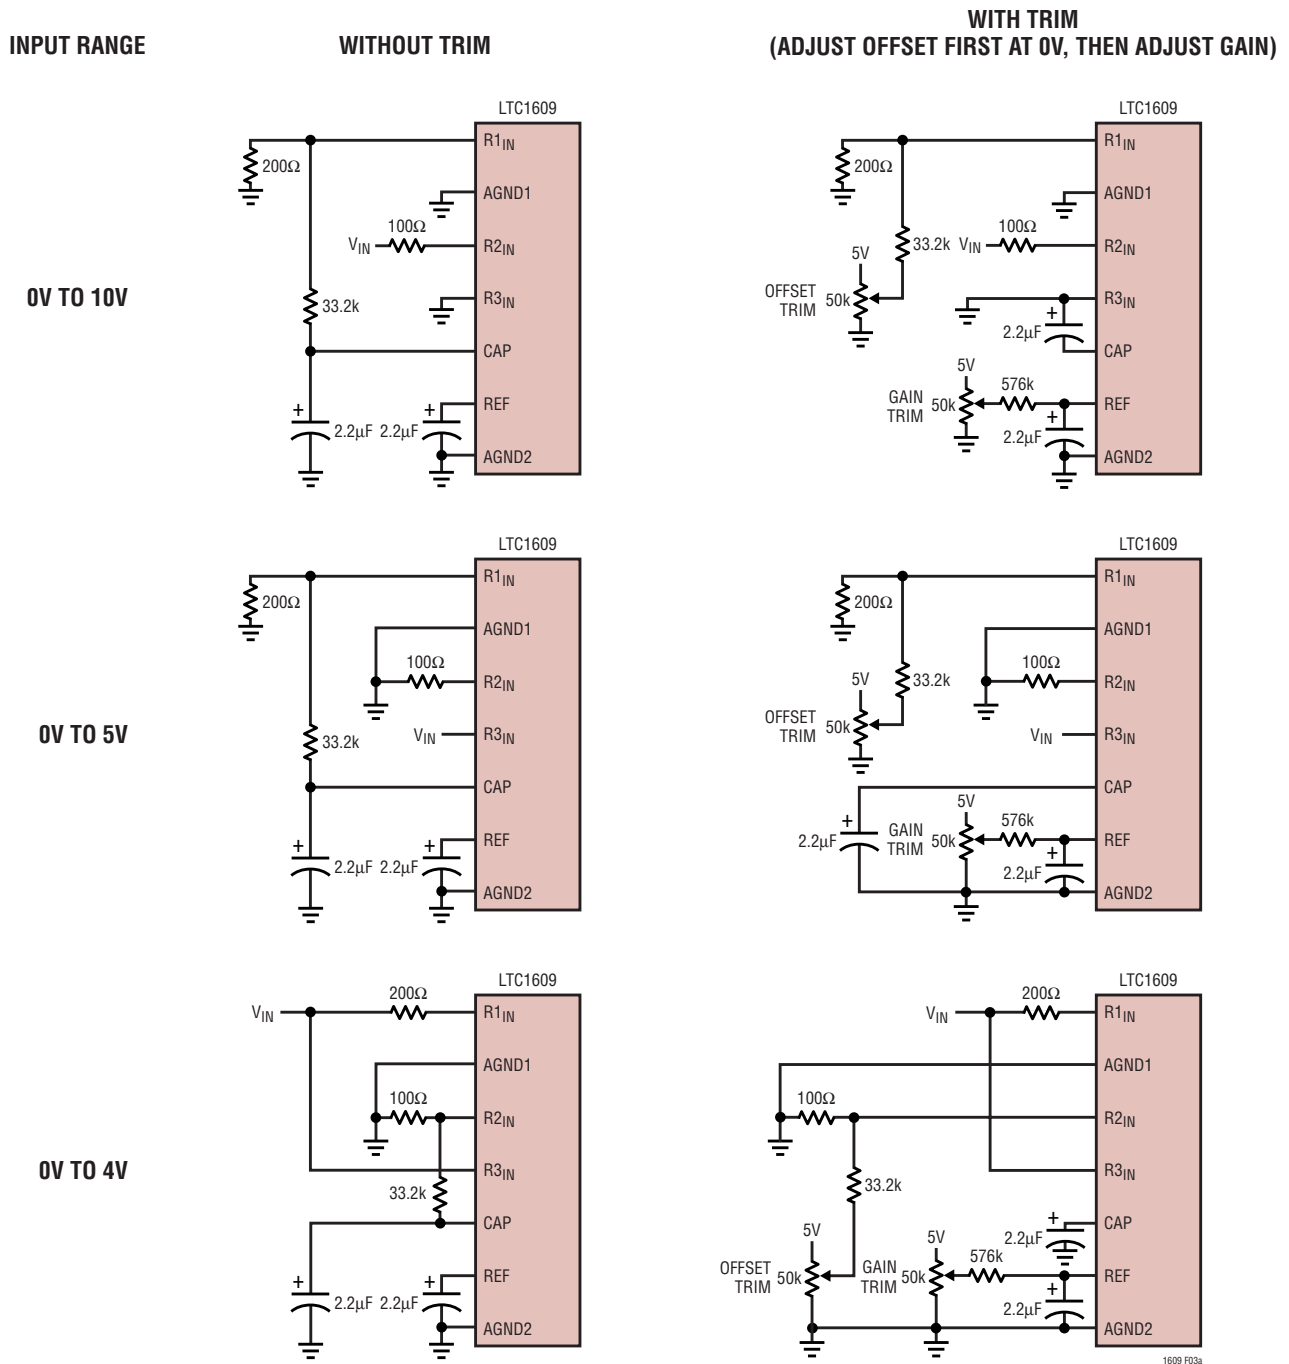 INPUT RANGE
WITHOUT TRIM
WITH TRIM
(ADJUST OFFSET FIRST AT 0V, THEN ADJUST GAIN)
0V TO 10V
LTC1609
R1IN
200Ω
AGND1
100Ω
VIN
R2IN
33.2k
R3IN
CAP
REF
+
2.2µF
+
2.2µF
AGND2
LTC1609
R1IN
200Ω
AGND1
100Ω
33.2k
VIN
R2IN
5V
OFFSET
TRIM
50k
R3IN
+
2.2µF
CAP
5V
GAIN
TRIM
50k
576k
REF
+
2.2µF
AGND2
0V TO 5V
LTC1609
R1IN
200Ω
AGND1
100Ω
R2IN
33.2k
VIN
R3IN
CAP
REF
+
2.2µF
+
2.2µF
AGND2
LTC1609
R1IN
200Ω
AGND1
100Ω
33.2k
R2IN
5V
OFFSET
TRIM
50k
VIN
R3IN
CAP
+
2.2µF
5V
GAIN
TRIM
50k
576k
REF
+
2.2µF
AGND2
0V TO 4V
LTC1609
VIN
200Ω
R1IN
AGND1
100Ω
R2IN
R3IN
33.2k
CAP
REF
+
2.2µF
+
2.2µF
AGND2
LTC1609
VIN
200Ω
R1IN
AGND1
100Ω
R2IN
R3IN
33.2k
+
2.2µF
CAP
5V
OFFSET
TRIM
50k
5V
GAIN
TRIM
50k
576k
REF
+
2.2µF
AGND2
1609 F03a